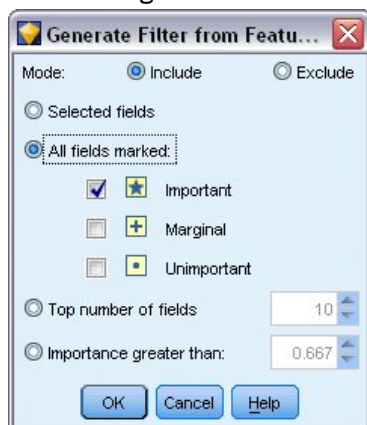 Generate Filter from Featu...
Mode: Include Exclude
Selected fields
All fields marked:
Important
Marginal
Unimportant
Top number of fields 10
Importance greater than: 0.667
OK Cancel Help